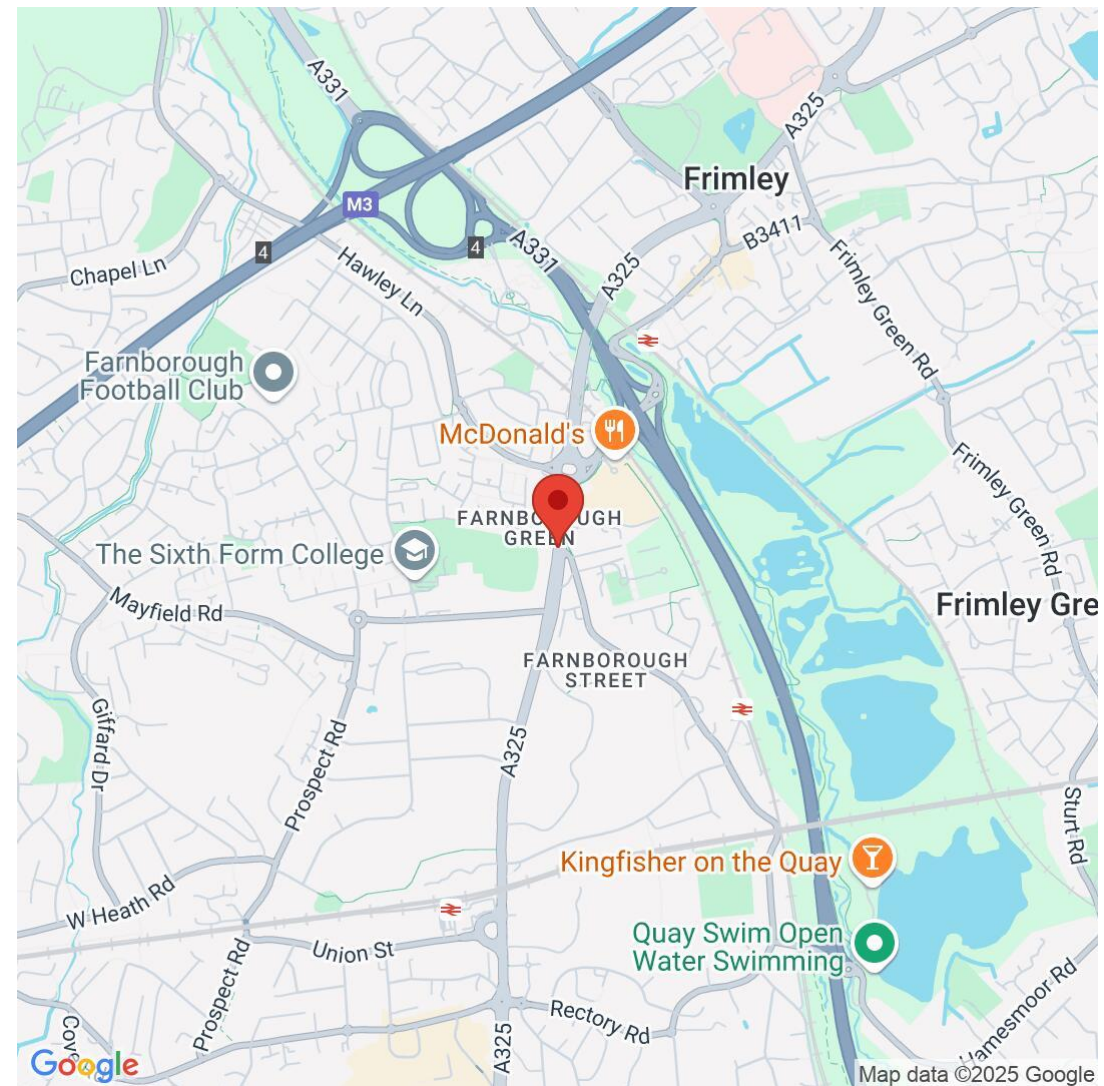 A331
A325
Frimley
M3
4
4
A331
B3411
Chapel Ln
Hawley Ln
A325
Frimley Green Rd
Farnborough
Football Club
McDonald's
Frimley Green Rd
FARNBOROUGH
GREEN
The Sixth Form College
Mayfield Rd
Frimley Gre
FARNBOROUGH
STREET
Giffard Dr
Prospect Rd
A325
Sturt Rd
Kingfisher on the Quay
W Heath Rd
Union St
Quay Swim Open
Water Swimming
Prospect Rd
Rectory Rd
Hamesmoor Rd
Cove
A325
Google
Map data ©2025 Google